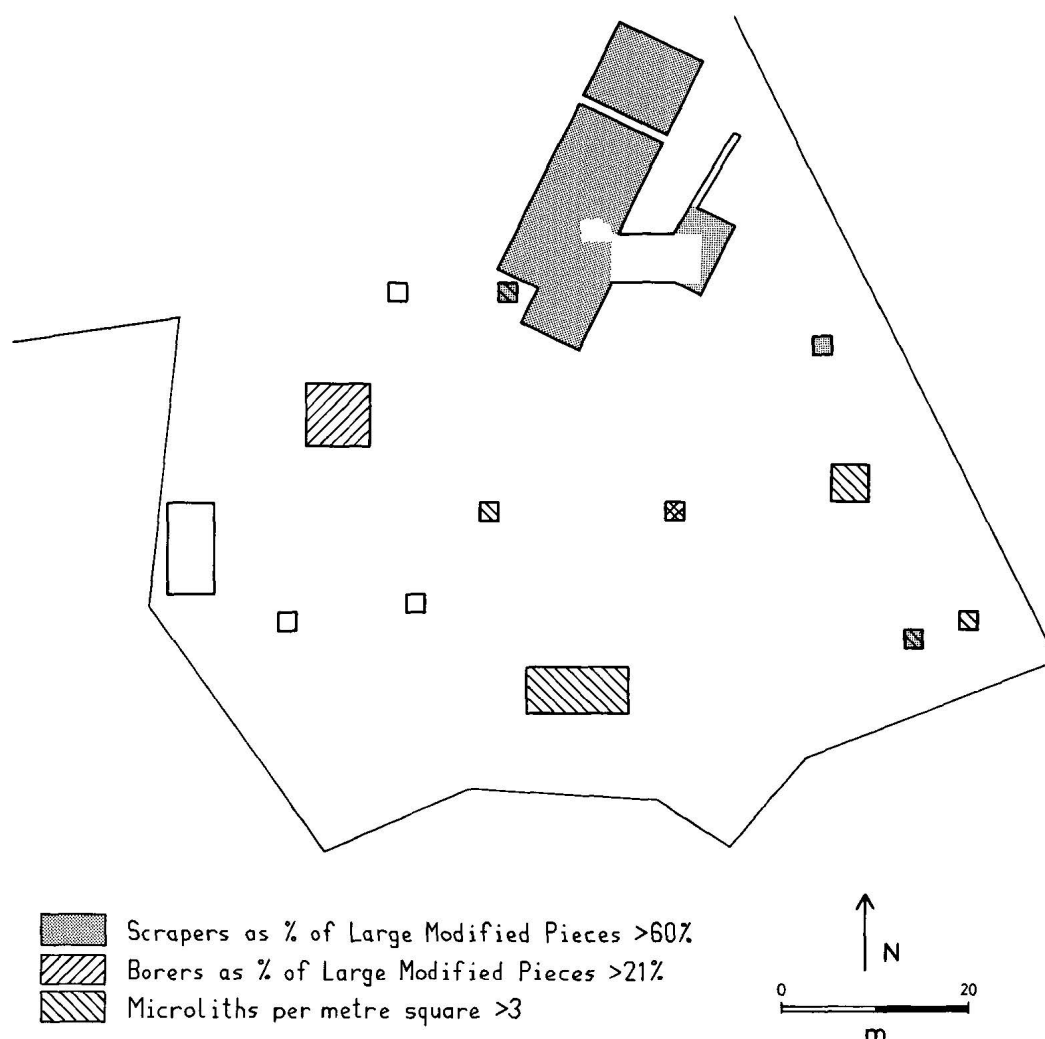 Scrapers as % of Large Modified Pieces >60%
Borers as % of Large Modified Pieces >21%
Microliths per metre square >3
N
0 20
m